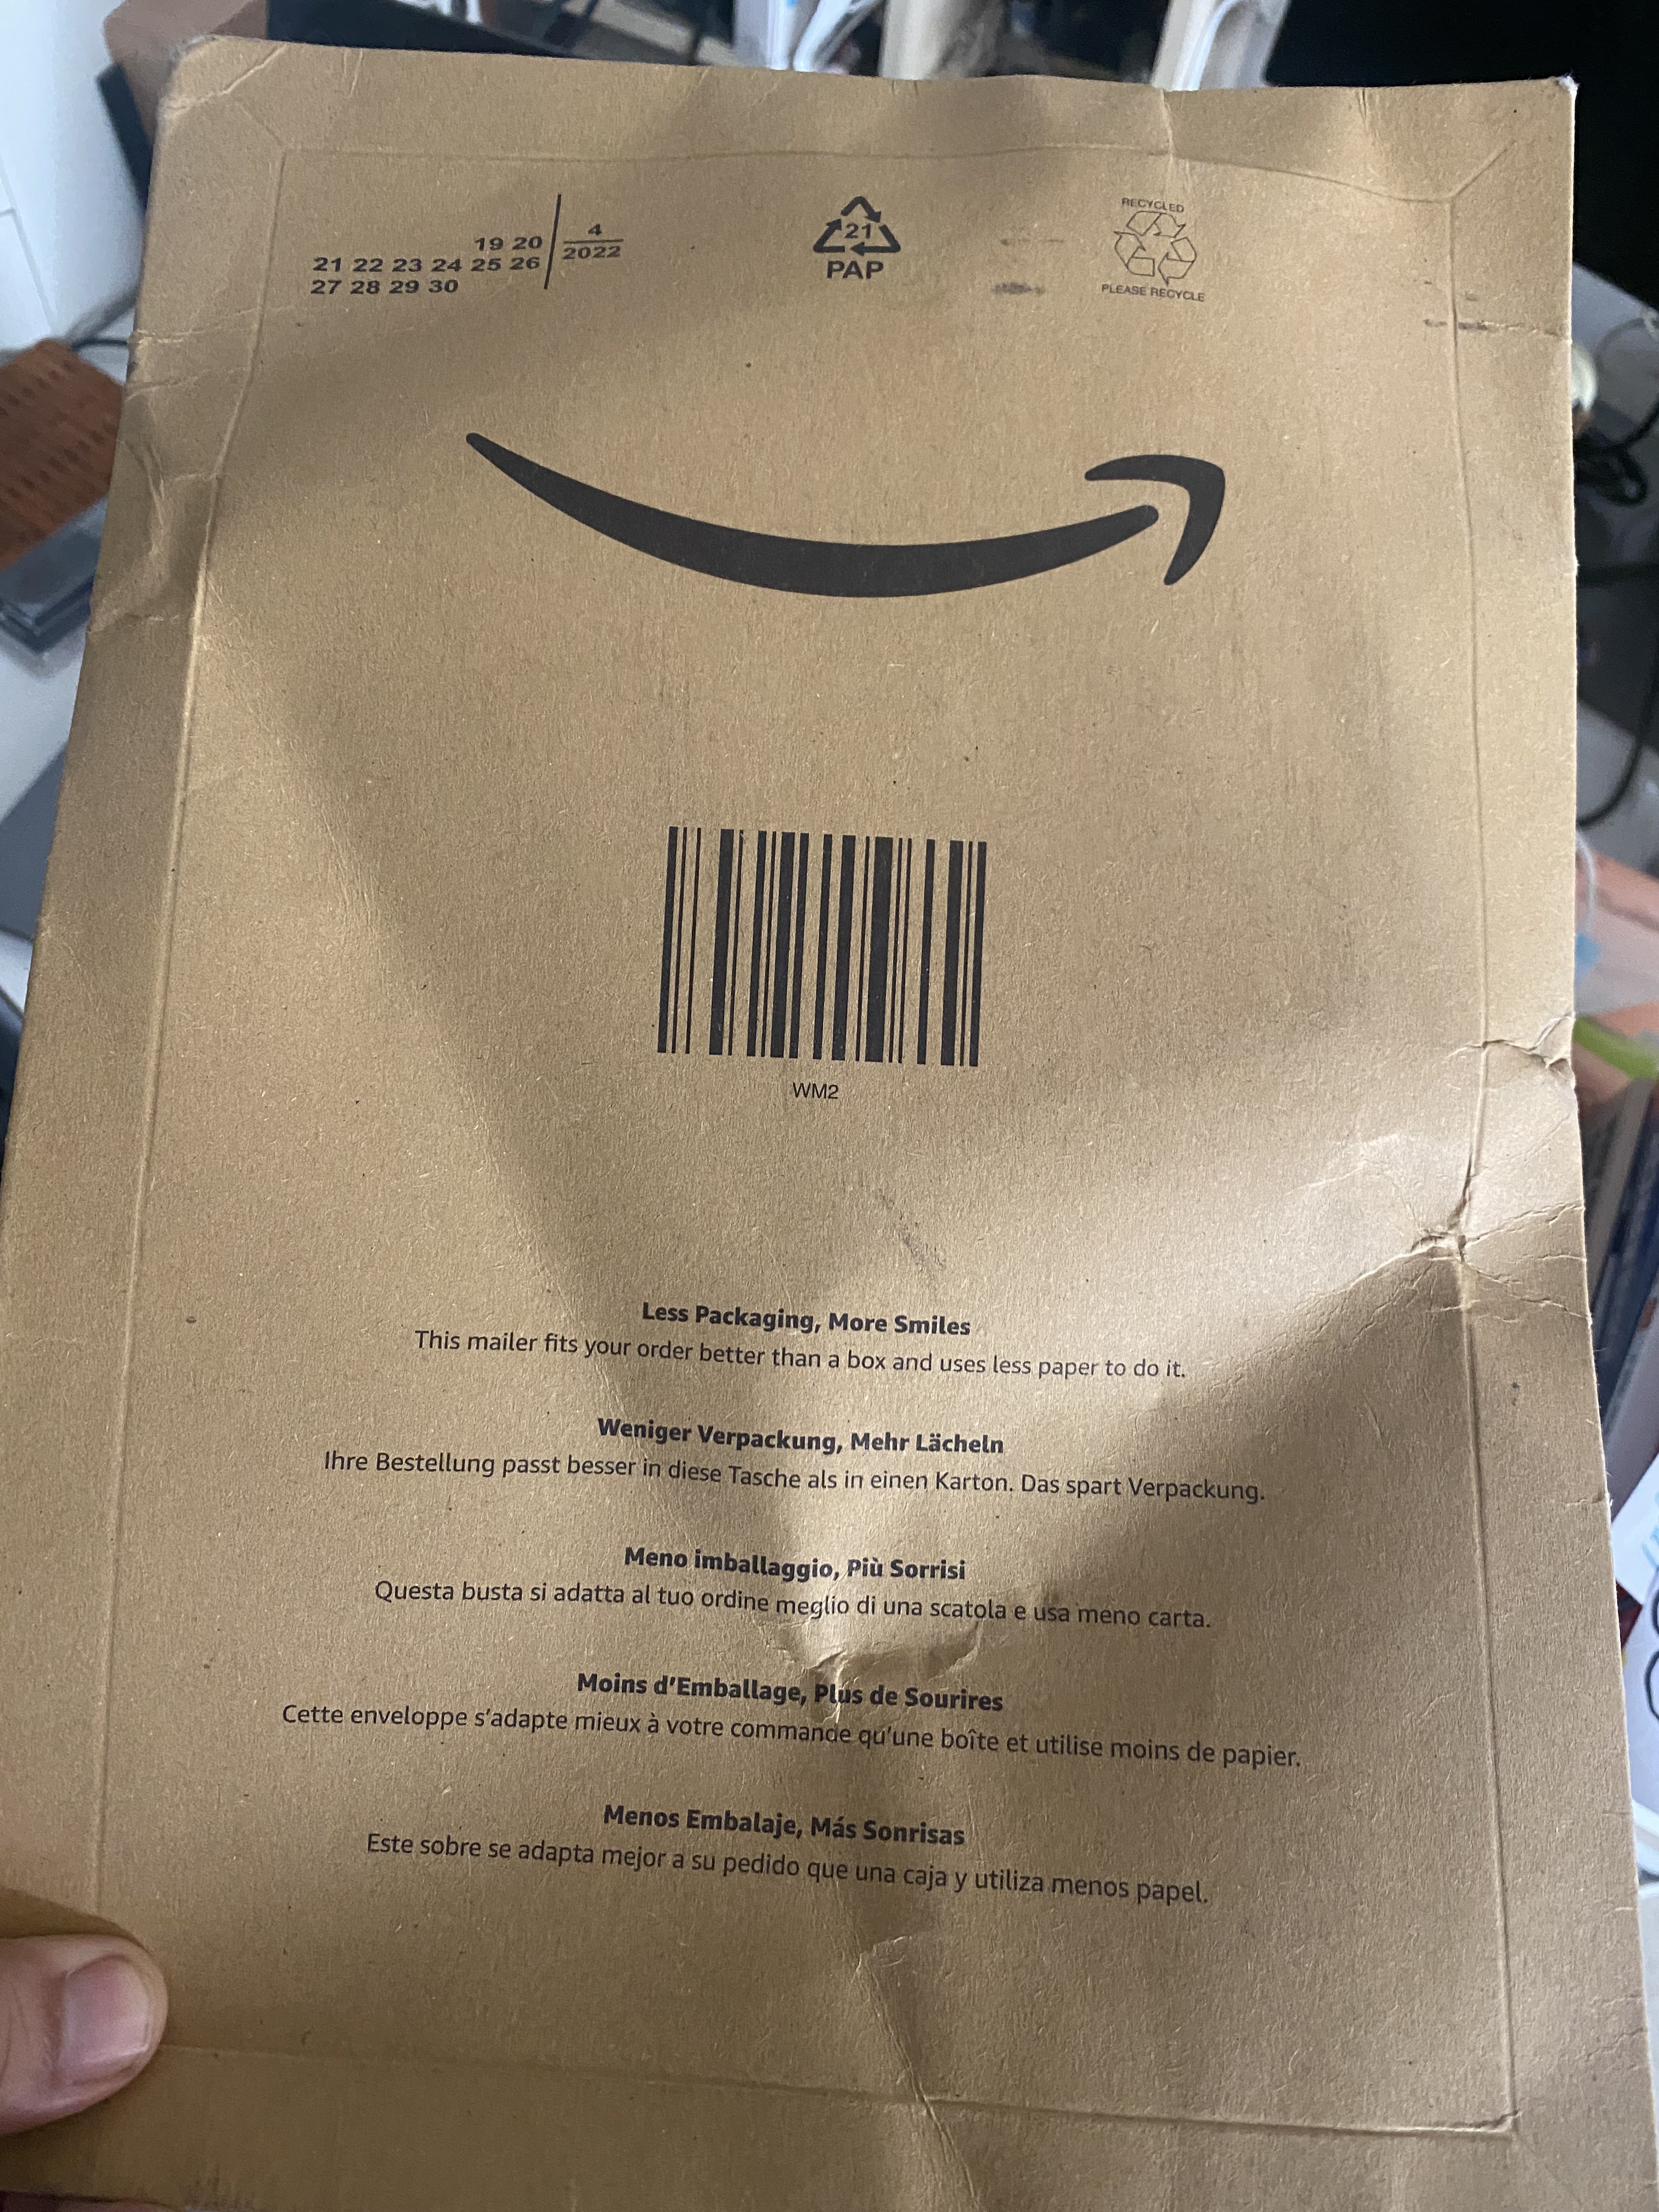 19 20
21 22 23 24 25 26
27 28 29 30
4
2022
21
PAP
RECYCLED
PLEASE RECYCLE
WM2
Less Packaging, More Smiles
This mailer fits your order better than a box and uses less paper to do it.
Weniger Verpackung, Mehr Lächeln
Ihre Bestellung passt besser in diese Tasche als in einen Karton. Das spart Verpackung.
Meno imballaggio, Più Sorrisi
Questa busta si adatta al tuo ordine meglio di una scatola e usa meno carta.
Moins d’Emballage, Plus de Sourires
Cette enveloppe s’adapte mieux à votre commande qu’une boîte et utilise moins de papier.
Menos Embalaje, Más Sonrisas
Este sobre se adapta mejor a su pedido que una caja y utiliza menos papel.